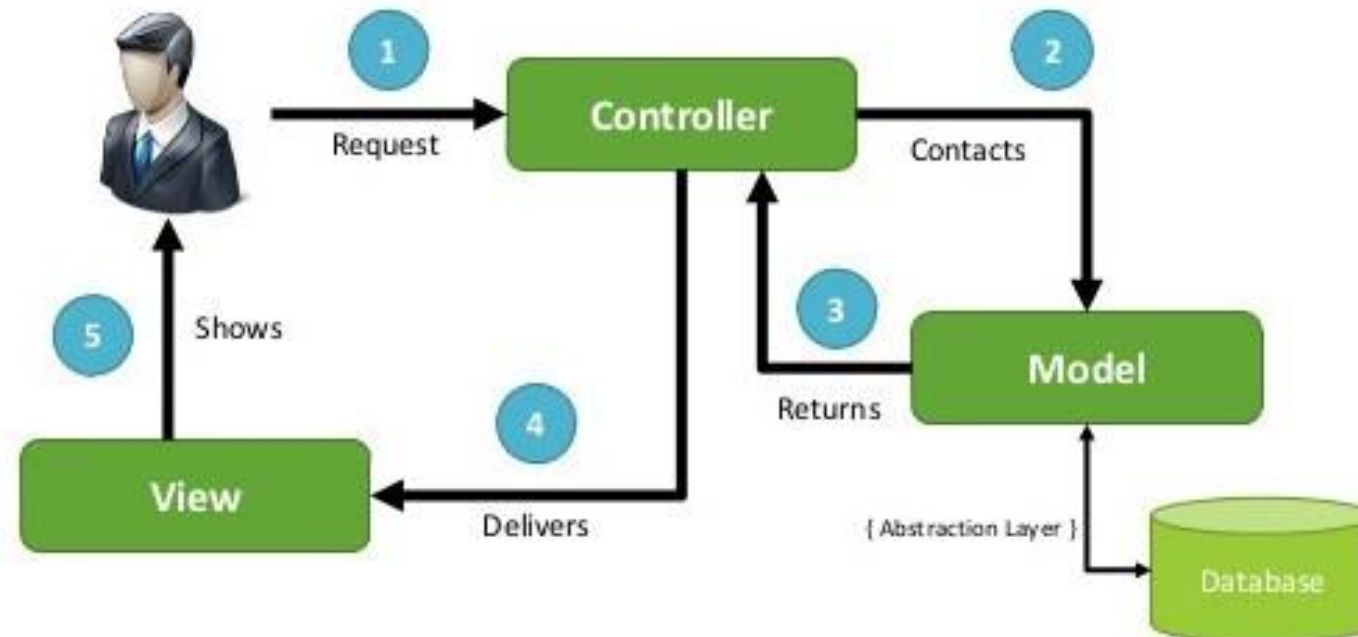 1
Request
Controller
2
Contacts
3
Returns
Model
4
Delivers
5
Shows
View
{ Abstraction Layer }
Database